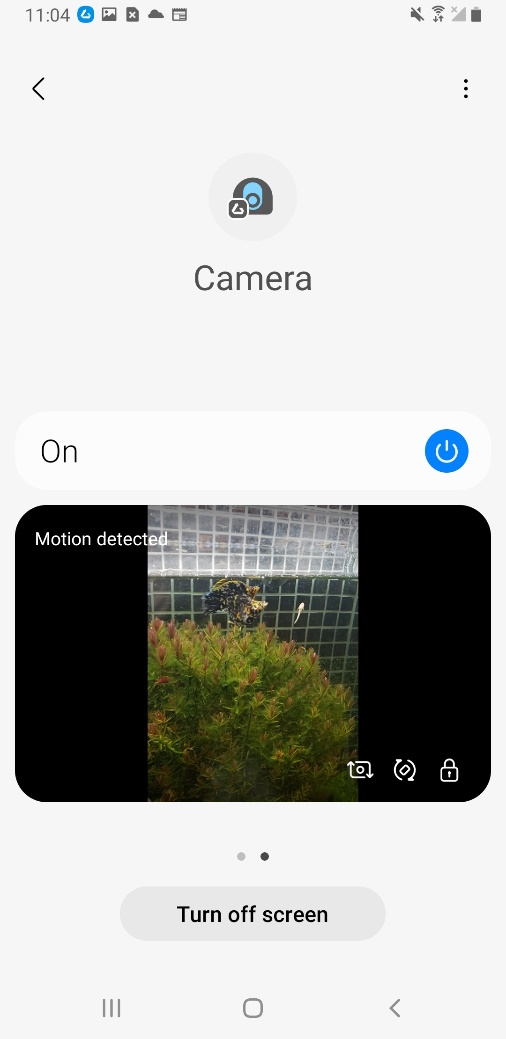 11:04
Camera
On
Motion detected
Turn off screen